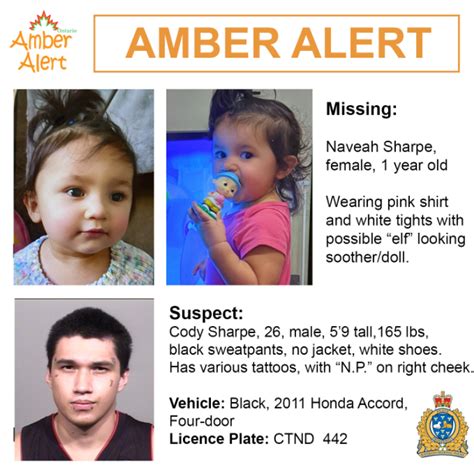 Ontario
Amber
Alert
AMBER ALERT
Missing:
Naveah Sharpe,
female, 1 year old
Wearing pink shirt
and white tights with
possible “elf” looking
soother/doll.
Suspect:
Cody Sharpe, 26, male, 5’9 tall,165 lbs,
black sweatpants, no jacket, white shoes.
Has various tattoos, with “N.P.” on right cheek.
Vehicle: Black, 2011 Honda Accord,
Four-door
Licence Plate: CTND 442